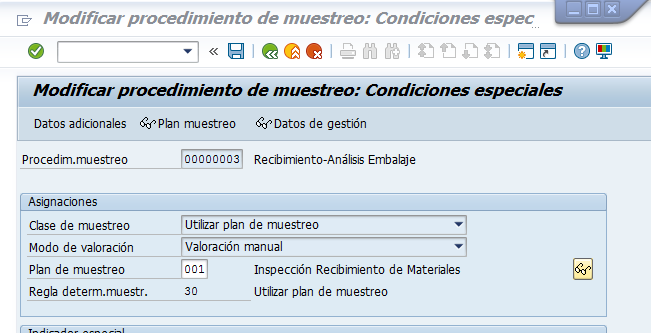 Modificar procedimiento de muestreo: Condiciones espec...
«
Modificar procedimiento de muestreo: Condiciones especiales
Datos adicionales Plan muestreo Datos de gestión
Procedim.muestreo 00000003 Recibimiento-Análisis Embalaje
Asignaciones
Clase de muestreo Utilizar plan de muestreo
Modo de valoración Valoración manual
Plan de muestreo 001 Inspección Recibimiento de Materiales
Regla determ.muestr. 30 Utilizar plan de muestreo
Indicador especial